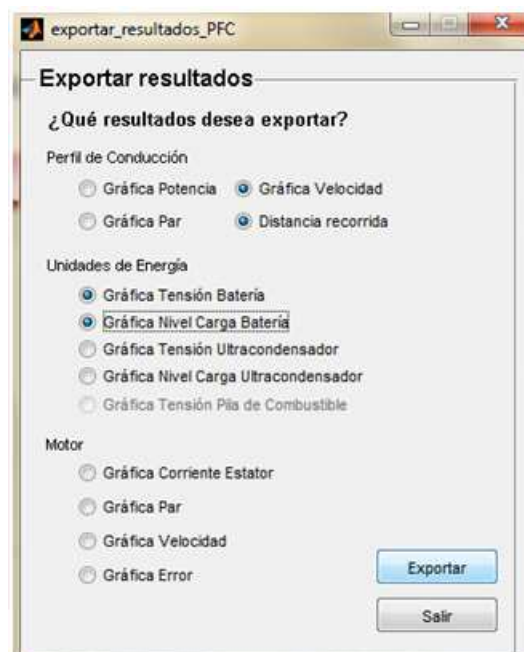 exportar_resultados_PFC
Exportar resultados
¿Qué resultados desea exportar?
Perfil de Conducción
Gráfica Potencia Gráfica Velocidad
Gráfica Par Distancia recorrida
Unidades de Energía
Gráfica Tensión Batería
Gráfica Nivel Carga Batería
Gráfica Tensión Ultracondensador
Gráfica Nivel Carga Ultracondensador
Gráfica Tensión Pila de Combustible
Motor
Gráfica Corriente Estator
Gráfica Par
Gráfica Velocidad
Gráfica Error
Exportar
Salir